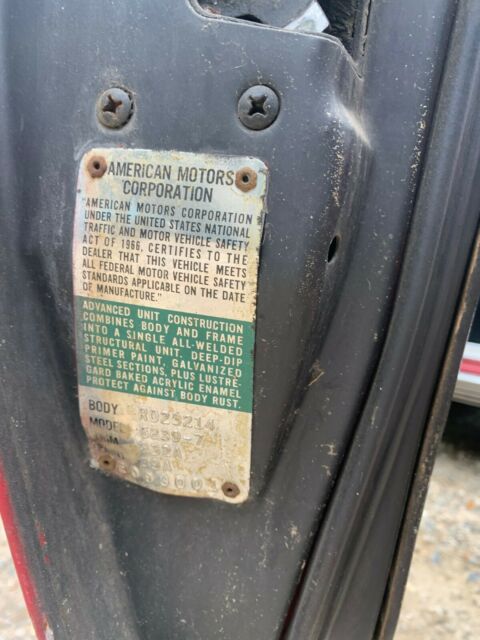 AMERICAN MOTORS
CORPORATION
"AMERICAN MOTORS CORPORATION
UNDER THE UNITED STATES NATIONAL
TRAFFIC AND MOTOR VEHICLE SAFETY
ACT OF 1966, CERTIFIES TO THE
DEALER THAT THIS VEHICLE MEETS
ALL FEDERAL MOTOR VEHICLE SAFETY
STANDARDS APPLICABLE ON THE DATE
OF MANUFACTURE."
ADVANCED UNIT CONSTRUCTION
COMBINES BODY AND FRAME
INTO A SINGLE ALL-WELDED
STRUCTURAL UNIT. DEEP-DIP
PRIMER PAINT, GALVANIZED
STEEL SECTIONS, PLUS LUSTRE-
GARD BAKED ACRYLIC ENAMEL
PROTECT AGAINST BODY RUST.
BODY
MODEL